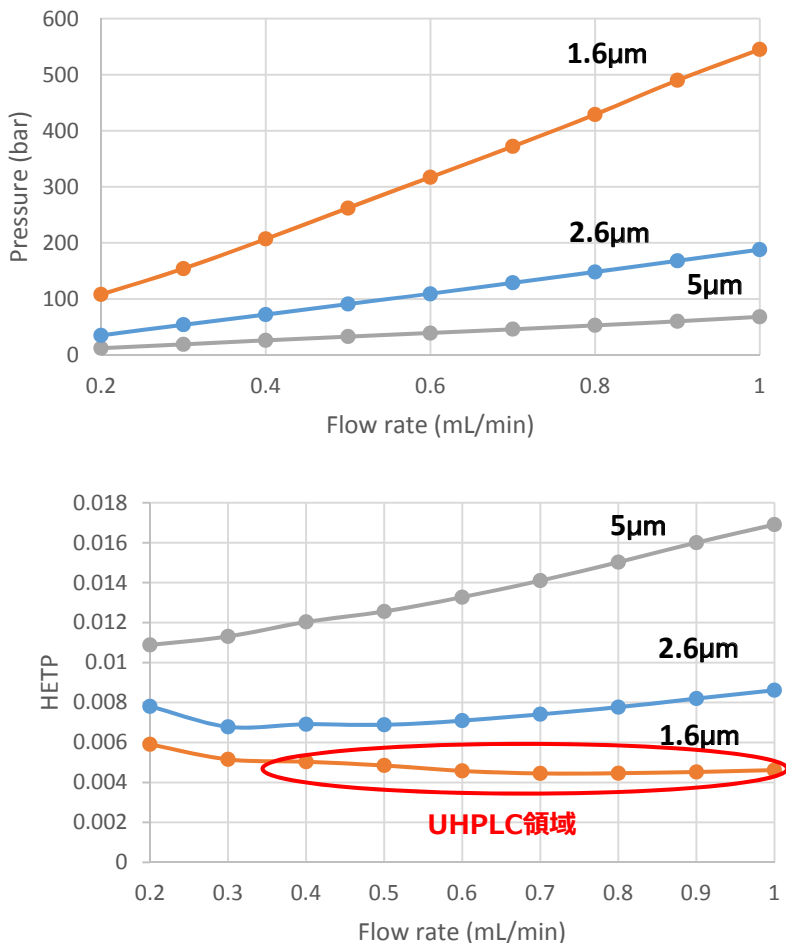 600
500
400
300
200
100
0
Pressure (bar)
1.6µm
2.6µm
5µm
0.2 0.4 0.6 0.8 1
Flow rate (mL/min)
0.018
0.016
0.014
0.012
0.01
0.008
0.006
0.004
0.002
0
HETP
5µm
2.6µm
1.6µm
UHPLC領域
0.2 0.3 0.4 0.5 0.6 0.7 0.8 0.9 1
Flow rate (mL/min)